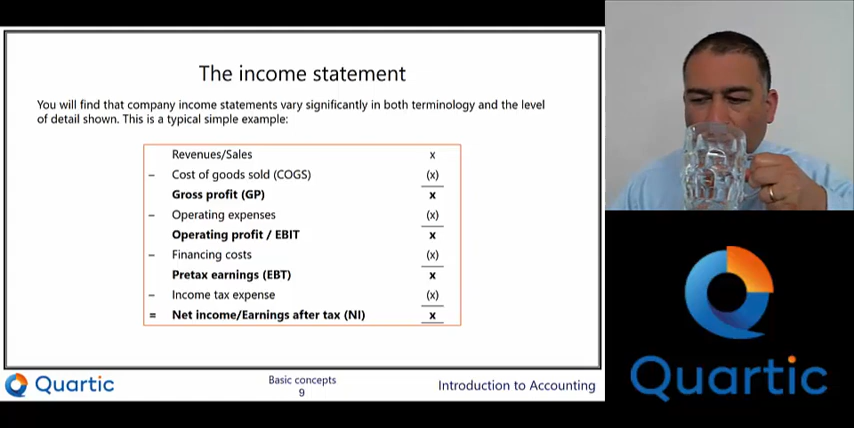 The income statement
You will find that company income statements vary significantly in both terminology and the level
of detail shown. This is a typical simple example:
Revenues/Sales x
– Cost of goods sold (COGS) (x)
Gross profit (GP) x
– Operating expenses (x)
Operating profit / EBIT x
– Financing costs (x)
Pretax earnings (EBT) x
– Income tax expense (x)
= Net income/Earnings after tax (NI) x
Quartic
Basic concepts
9
Introduction to Accounting
Quartic